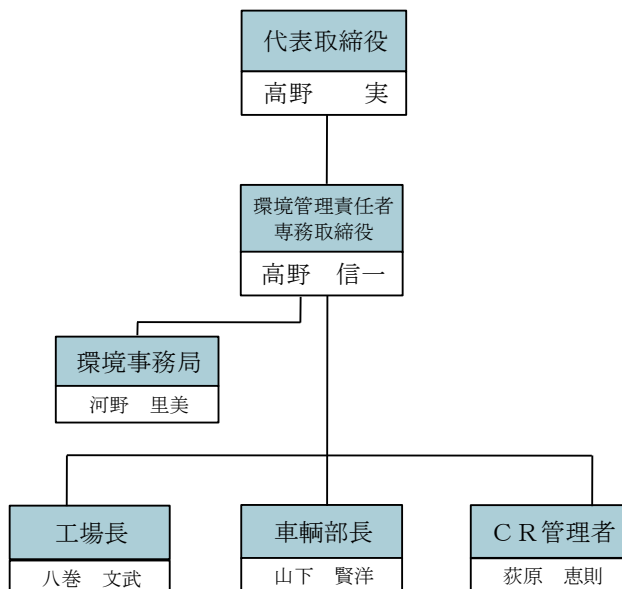 代表取締役
高野　　実
環境管理責任者
専務取締役
高野　信一
環境事務局
河野　里美
工場長
八巻　文武
車輌部長
山下　賢洋
ＣＲ管理者
荻原　恵則